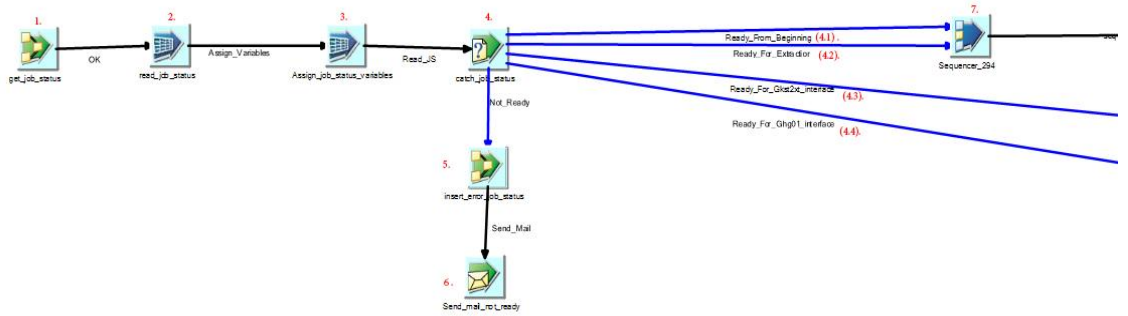 1.
2.
3.
4.
7.
Ready_From_Beginning (4.1) .
OK
Assign_Variables
Read_JS
Ready_For_Extraction (4.2).
get_job_status
read_job_status
Assign_job_status_variables
catch_job_status
Sequencer_294
Ready_For_Gkst2xt_interface (4.3).
Not_Ready
Ready_For_Ghg01_interface (4.4).
5.
insert_error_job_status
Send_Mail
6.
Send_mail_not_ready